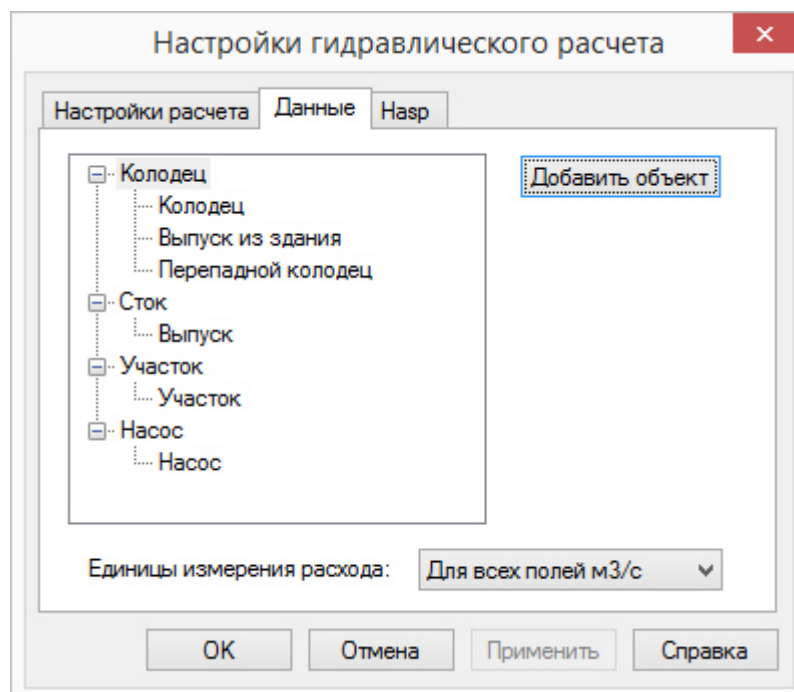 Настройки гидравлического расчета
Настройки расчета Данные Hasp
Колодец
Добавить объект
Колодец
Выпуск из здания
Перепадной колодец
Сток
Выпуск
Участок
Участок
Насос
Насос
Единицы измерения расхода: Для всех полей м3/с
OK Отмена Применить Справка